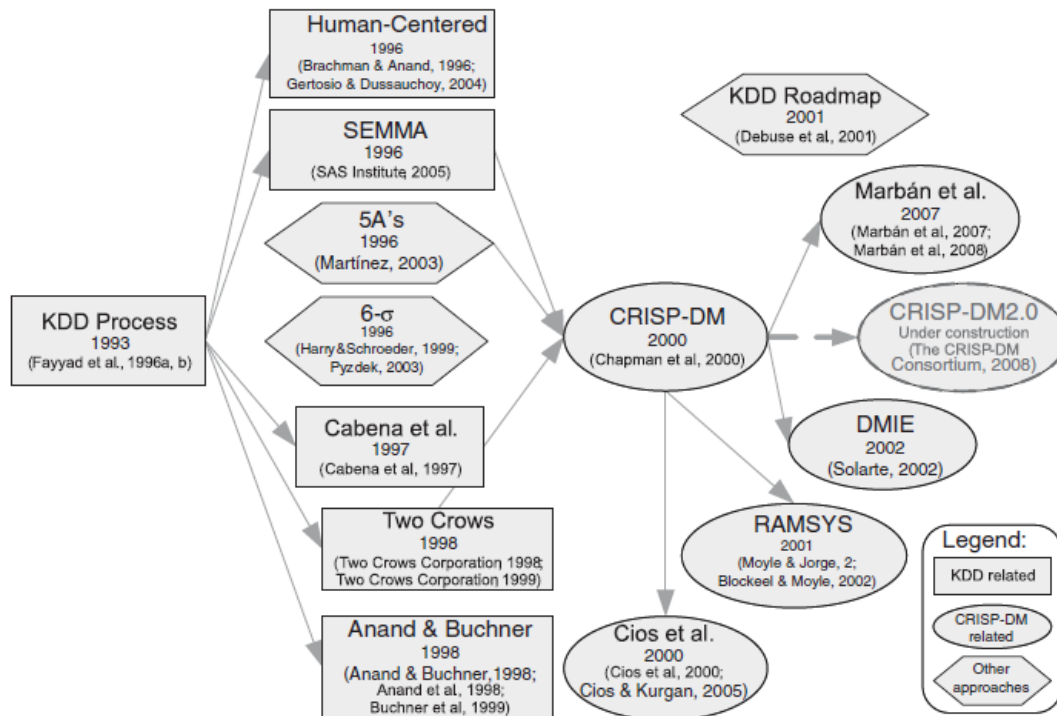 Human-Centered
1996
(Brachman & Anand, 1996;
Gertosio & Dussauchoy, 2004)
SEMMA
1996
(SAS Institute, 2005)
5A's
1996
(Martínez, 2003)
6-σ
1996
(Harry&Schroeder, 1999;
Pyzdek, 2003)
KDD Process
1993
(Fayyad et al., 1996a, b)
Cabena et al.
1997
(Cabena et al, 1997)
Two Crows
1998
(Two Crows Corporation 1998;
Two Crows Corporation 1999)
Anand & Buchner
1998
(Anand & Buchner, 1998;
Anand et al, 1998;
Buchner et al, 1999)
CRISP-DM
2000
(Chapman et al, 2000)
KDD Roadmap
2001
(Debuse et al, 2001)
Marbán et al.
2007
(Marbán et al, 2007;
Marbán et al, 2008)
CRISP-DM2.0
Under construction
(The CRISP-DM
Consortium, 2008)
DMIE
2002
(Solarte, 2002)
RAMSYS
2001
(Moyle & Jorge, 2;
Blockeel & Moyle, 2002)
Cios et al.
2000
(Cios et al, 2000;
Cios & Kurgan, 2005)
Legend:
KDD related
CRISP-DM
related
Other
approaches